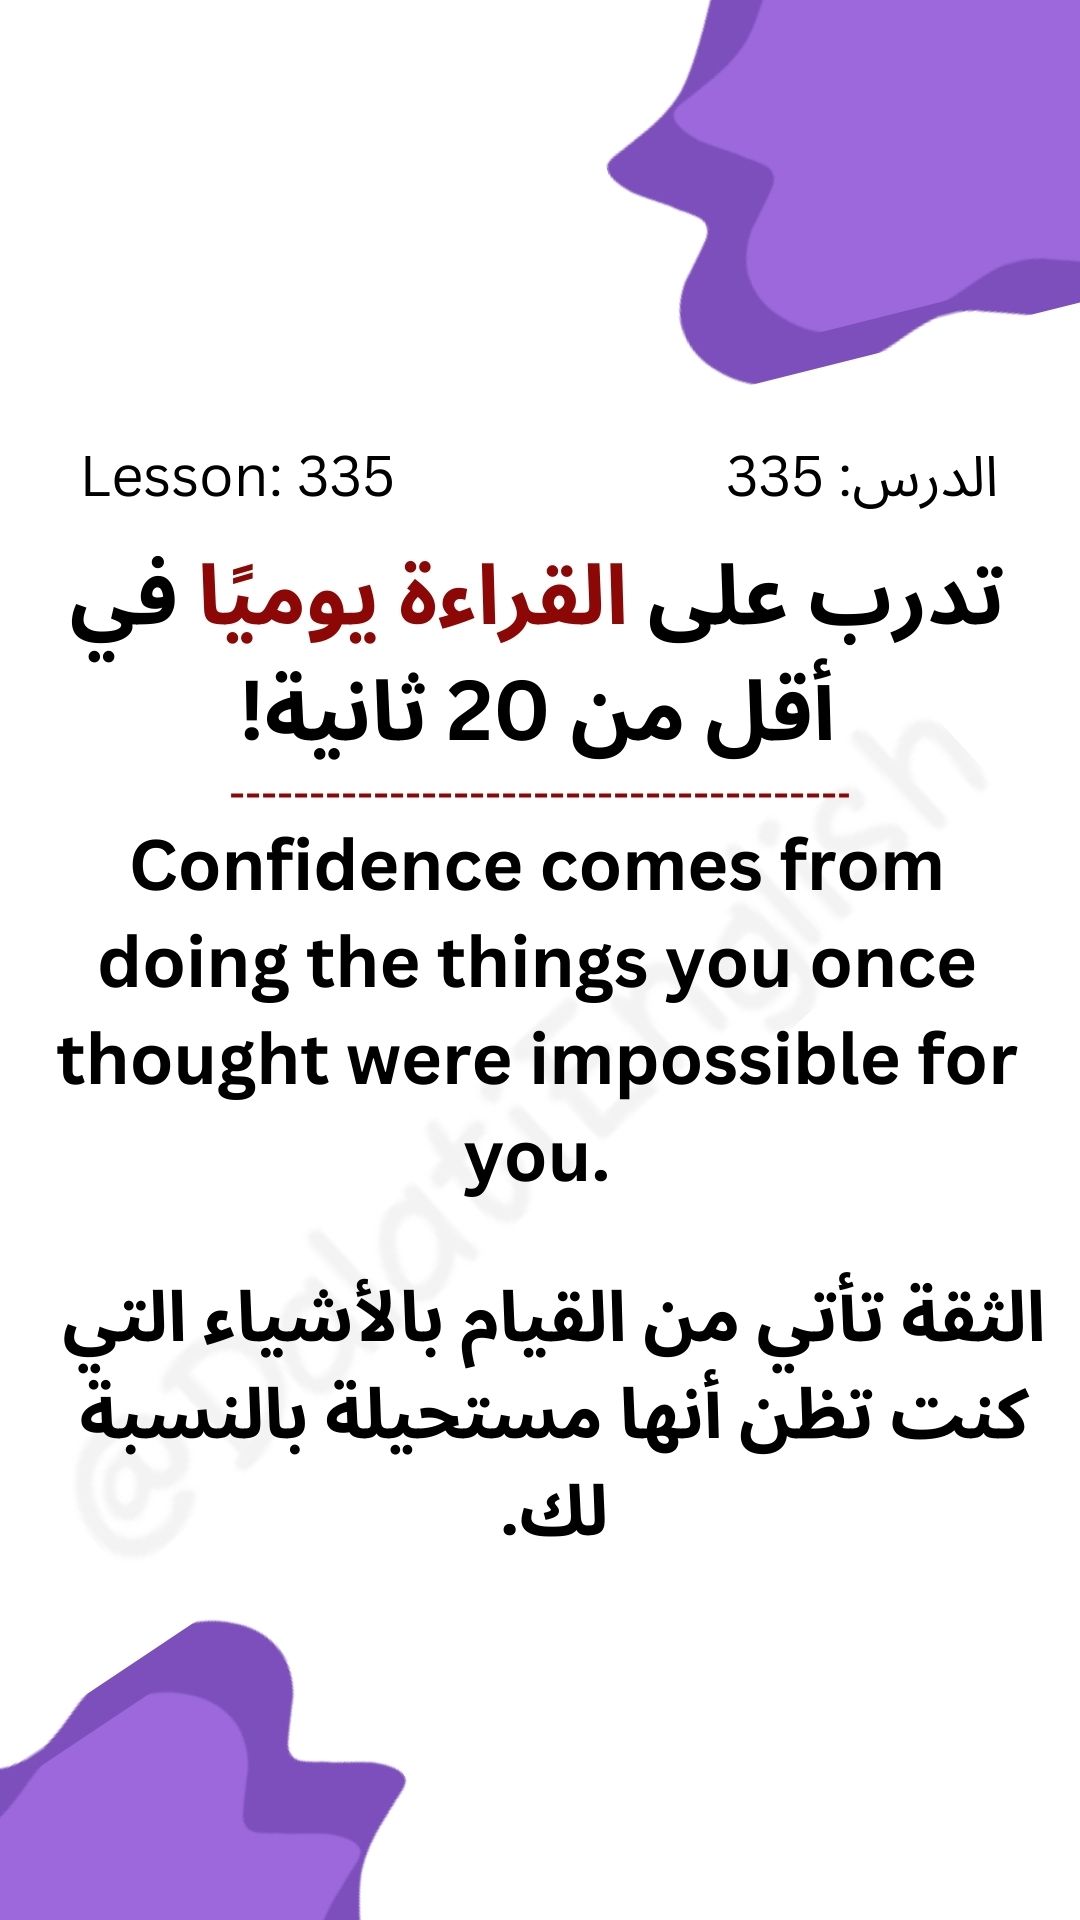 Lesson: 335
الدرس: 335
تدرب على القراءة يوميًا في
أقل من 20 ثانية!
---------------------------------------
Confidence comes from
doing the things you once
thought were impossible for
you.
الثقة تأتي من القيام بالأشياء التي
كنت تظن أنها مستحيلة بالنسبة
لك.
@Dalati English